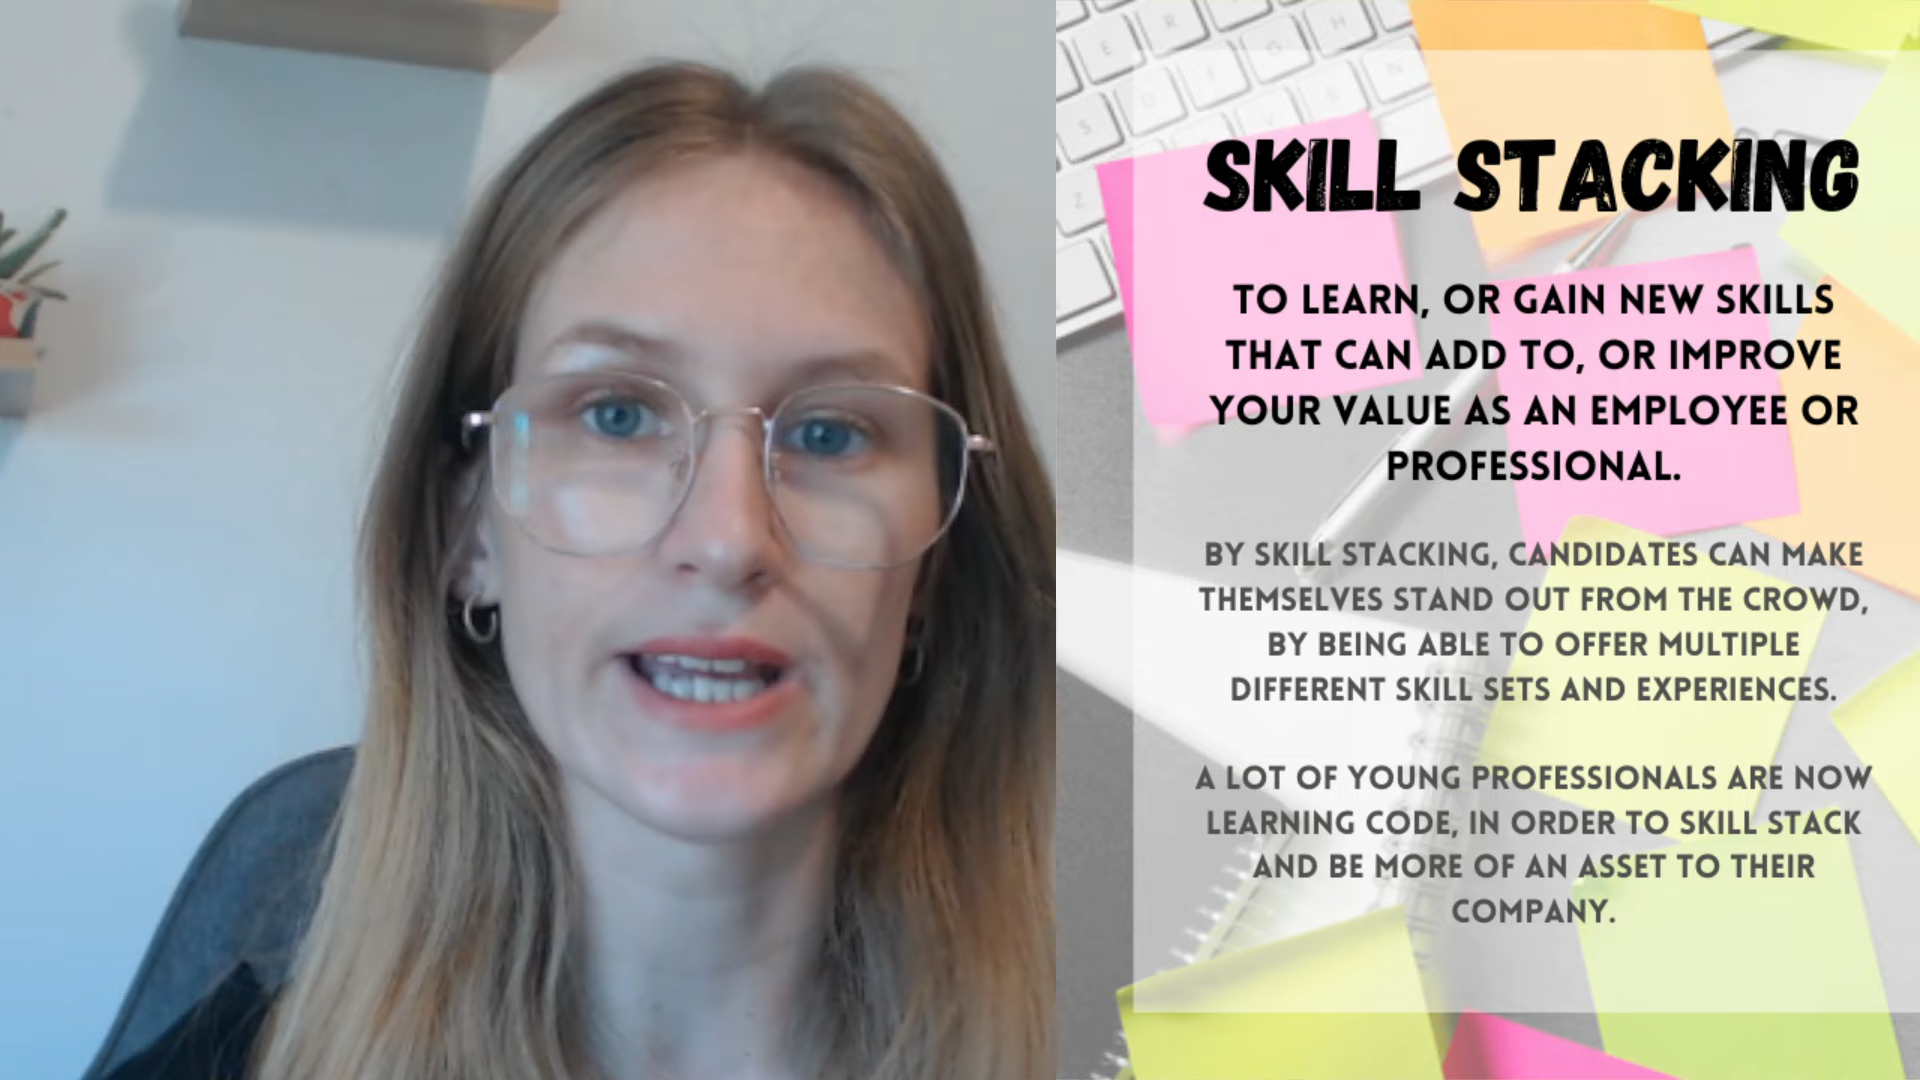 SKILL STACKING
TO LEARN, OR GAIN NEW SKILLS
THAT CAN ADD TO, OR IMPROVE
YOUR VALUE AS AN EMPLOYEE OR
PROFESSIONAL.
BY SKILL STACKING, CANDIDATES CAN MAKE
THEMSELVES STAND OUT FROM THE CROWD,
BY BEING ABLE TO OFFER MULTIPLE
DIFFERENT SKILL SETS AND EXPERIENCES.
A LOT OF YOUNG PROFESSIONALS ARE NOW
LEARNING CODE, IN ORDER TO SKILL STACK
AND BE MORE OF AN ASSET TO THEIR
COMPANY.